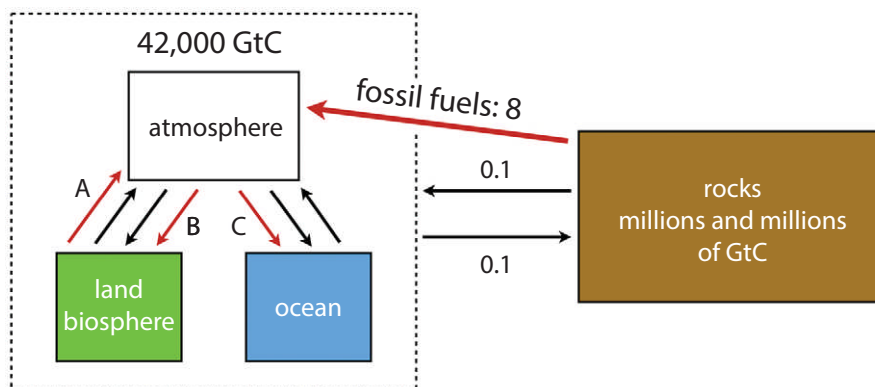 42,000 GtC
atmosphere
fossil fuels: 8
A
B
C
land
biosphere
ocean
0.1
0.1
rocks
millions and millions
of GtC